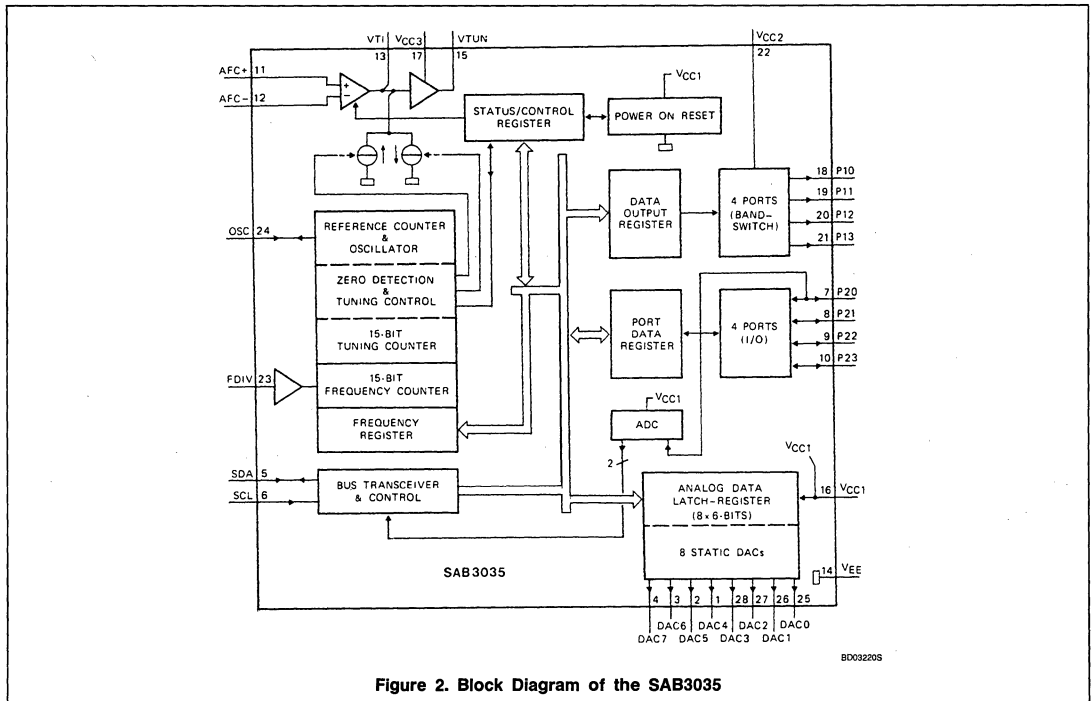 VTI VCC3 VTUN
13 17 15
VCC2
22
AFC+ 11
AFC- 12
+
-
STATUS/CONTROL
REGISTER
VCC1
POWER ON RESET
DATA
OUTPUT
REGISTER
4 PORTS
(BAND-
SWITCH)
18 P10
19 P11
20 P12
21 P13
OSC 24
REFERENCE COUNTER
&
OSCILLATOR
ZERO DETECTION
&
TUNING CONTROL
15-BIT
TUNING COUNTER
FDIV 23
15-BIT
FREQUENCY COUNTER
FREQUENCY
REGISTER
PORT
DATA
REGISTER
4 PORTS
(I/O)
7 P20
8 P21
9 P22
10 P23
VCC1
ADC
2
SDA 5
SCL 6
BUS TRANSCEIVER
& CONTROL
ANALOG DATA
LATCH-REGISTER
(8×6-BITS)
8 STATIC DACs
VCC1
16 VCC1
14 VEE
SAB3035
4 3 2 1 28 27 26 25
DAC6 DAC4 DAC2 DAC0
DAC7 DAC5 DAC3 DAC1
BD03220S
Figure 2. Block Diagram of the SAB3035